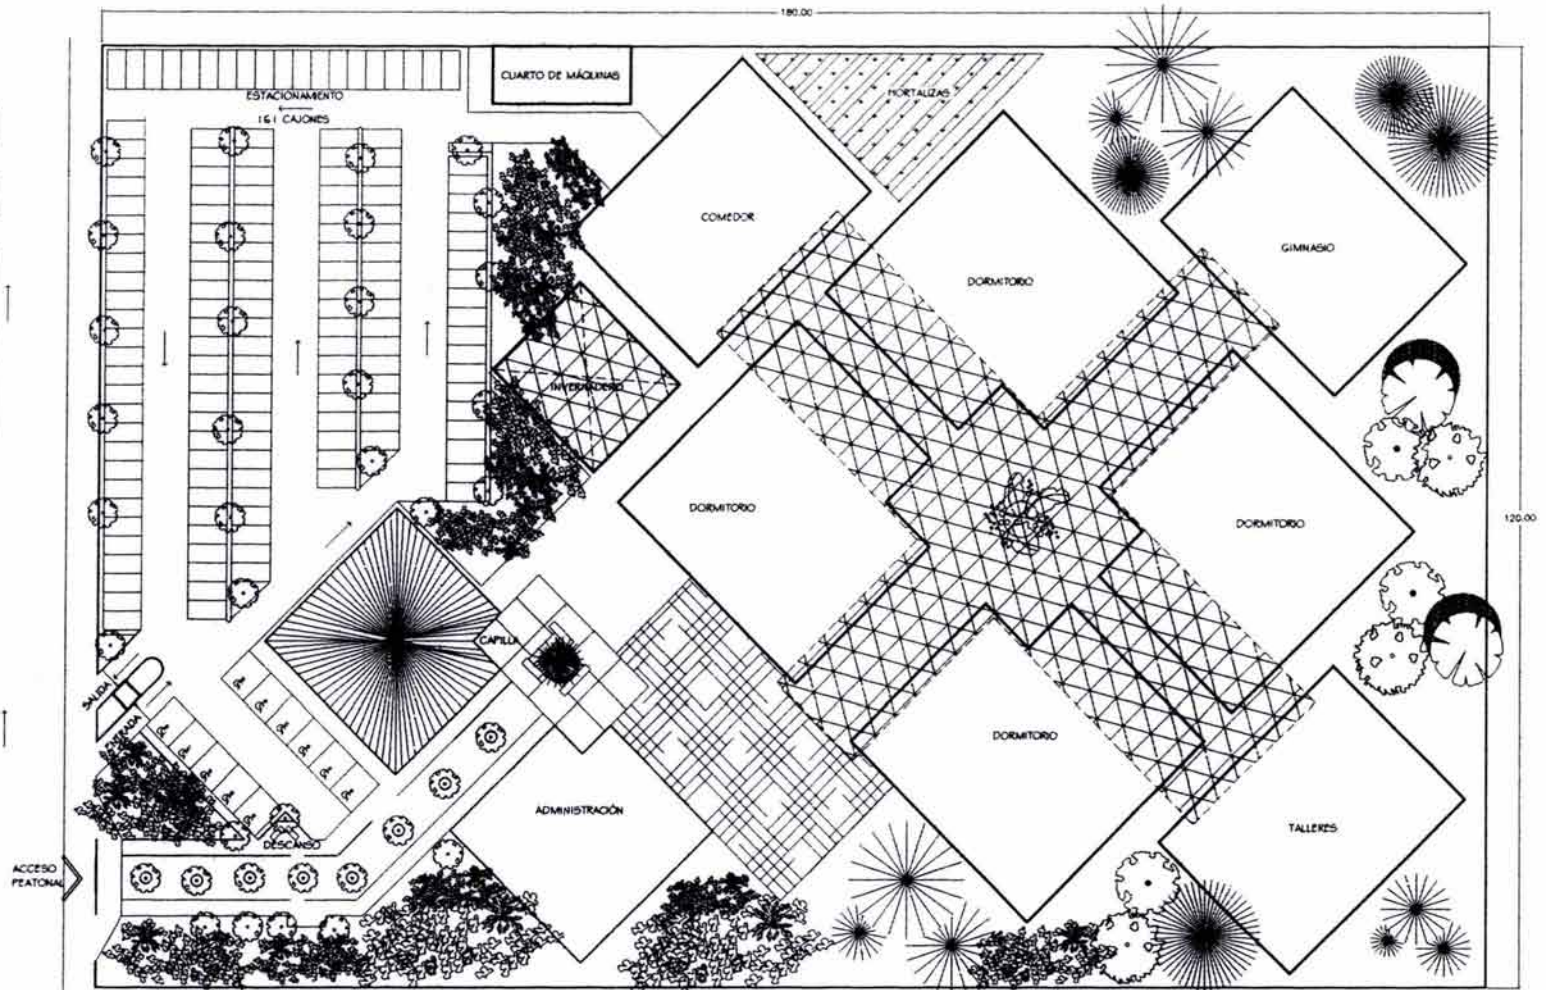 180.00
CUARTO DE MÁQUINAS
ESTACIONAMIENTO
161 CAJONES
HORTALIZAS
COMEDOR
GIMNASIO
DORMITORIO
INVERNADERO
DORMITORIO
DORMITORIO
120.00
CAPILLA
SALIDA
ENTRADA
DORMITORIO
ADMINISTRACIÓN
TALLERES
DESCANSO
ACCESO
PEATONAL